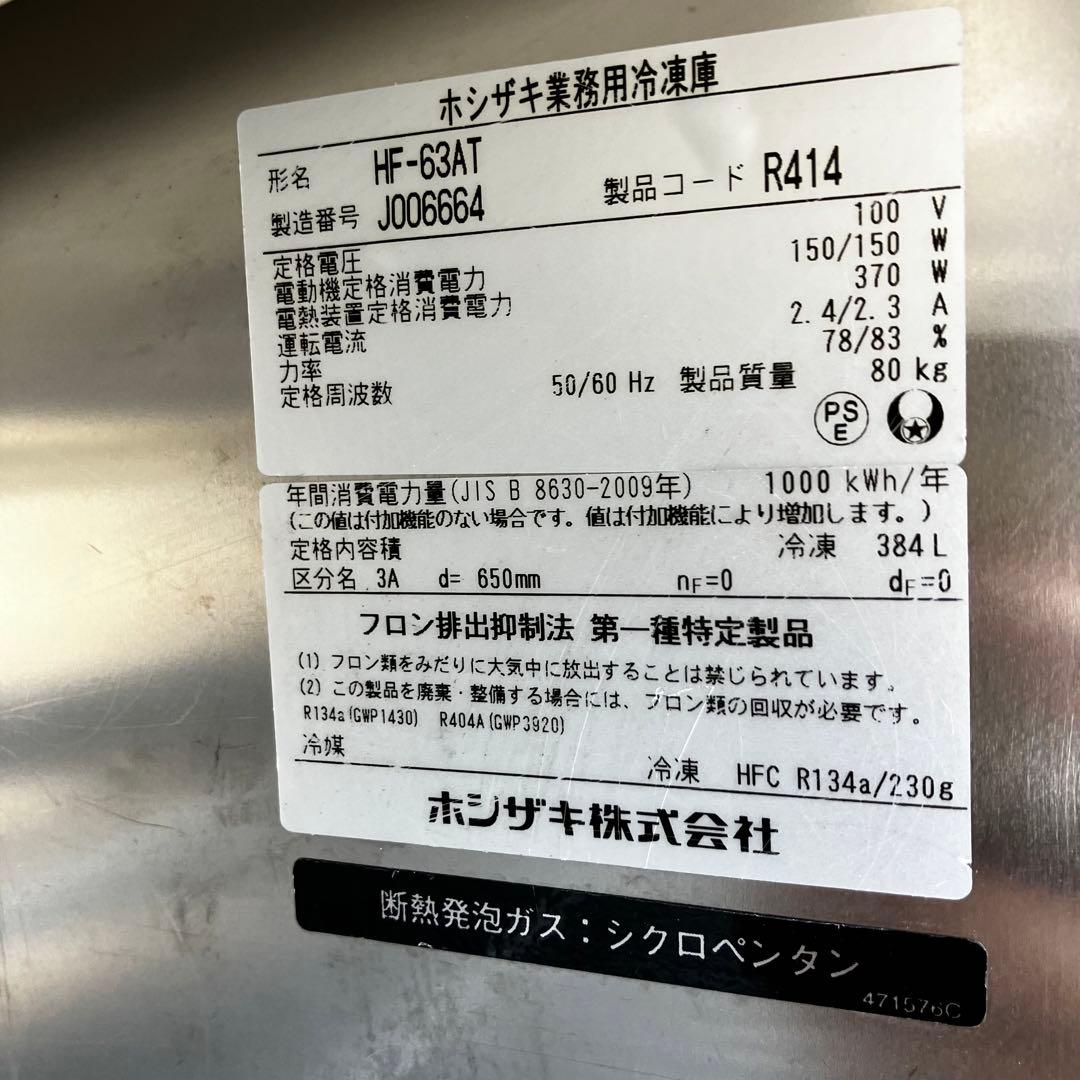 ホシザキ業務用冷凍庫
形名 HF-63AT
製造番号 J006664 製品コード R414
定格電圧 100 V
電動機定格消費電力 150/150 W
電熱装置定格消費電力 370 W
運転電流 2.4/2.3 A
力率 78/83 %
定格周波数 50/60 Hz 製品質量 80 kg
PS E
年間消費電力量(JIS B 8630-2009年) 1000 kWh/年
(この値は付加機能のない場合です。値は付加機能により増加します。)
定格内容積 冷凍 384 L
区分名 3A d= 650mm nF=0 dF=0
フロン排出抑制法 第一種特定製品
(1) フロン類をみだりに大気中に放出することは禁じられています。
(2) この製品を廃棄・整備する場合には、フロン類の回収が必要です。
R134a(GWP1430) R404A(GWP3920)
冷媒
冷凍 HFC R134a/230g
ホシザキ株式会社
断熱発泡ガス：シクロペンタン
471576C